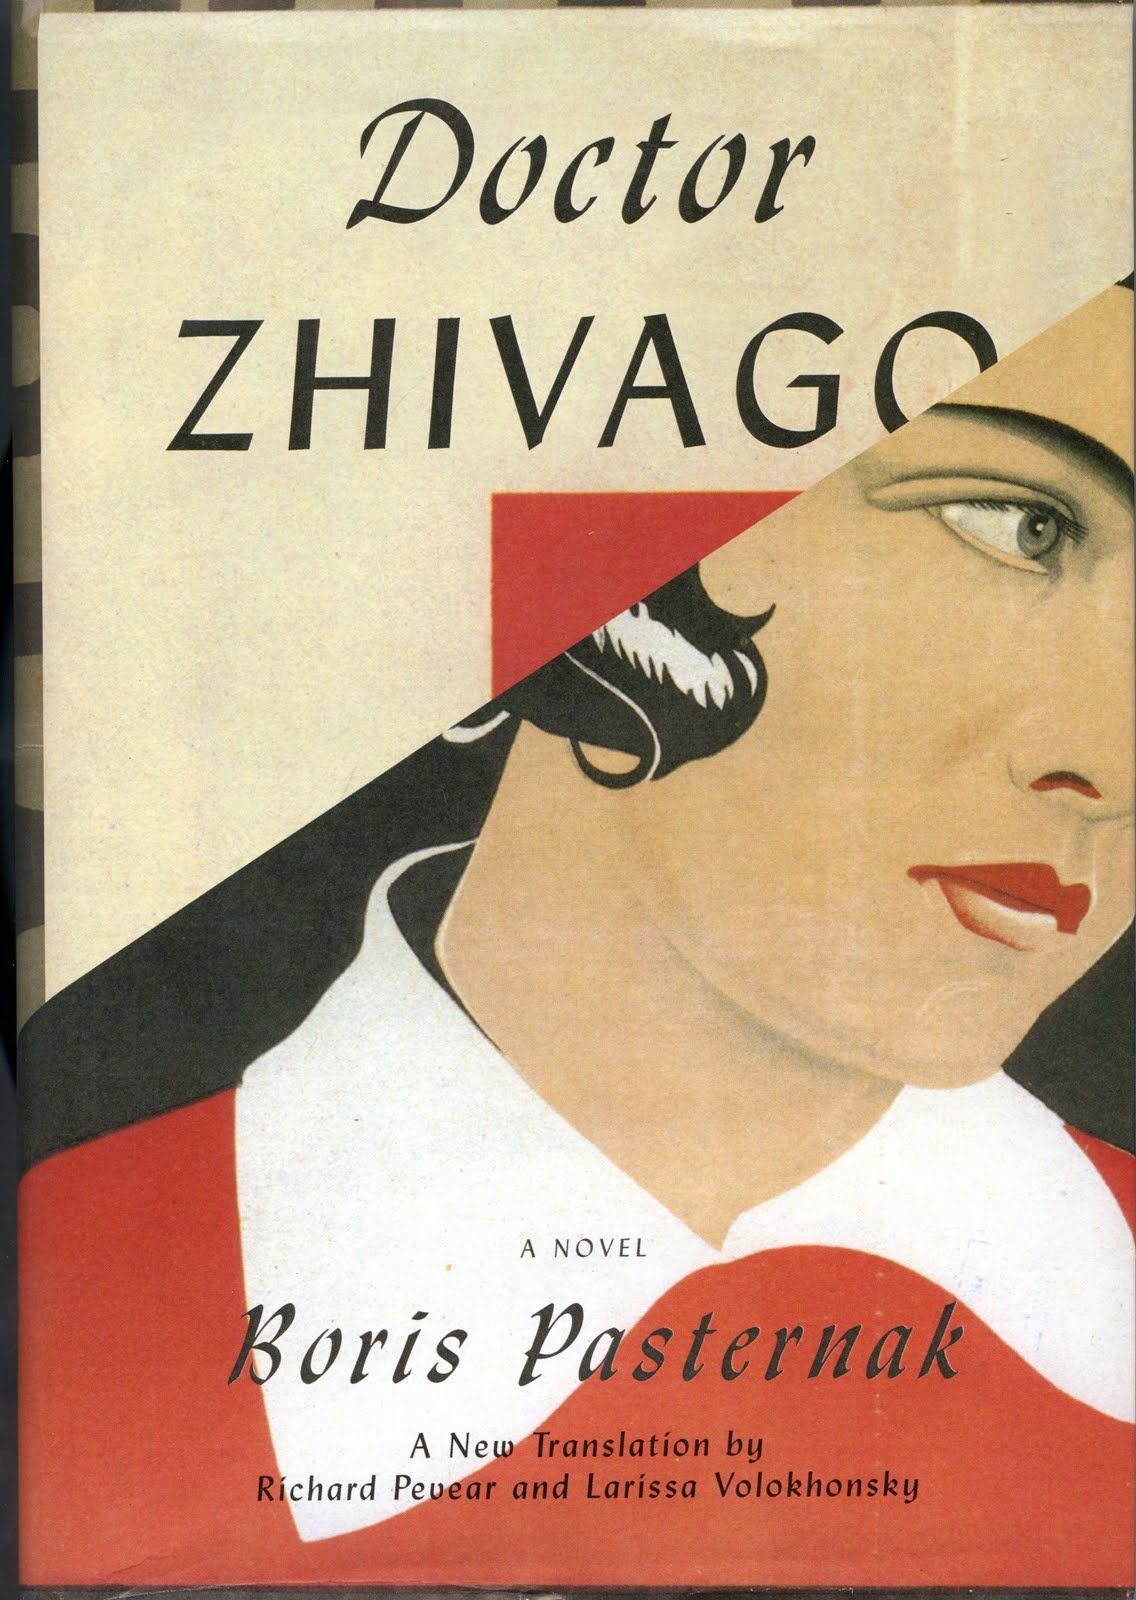 Doctor
ZHIVAGO
A NOVEL
Boris Pasternak
A New Translation by
Richard Pevear and Larissa Volokhonsky